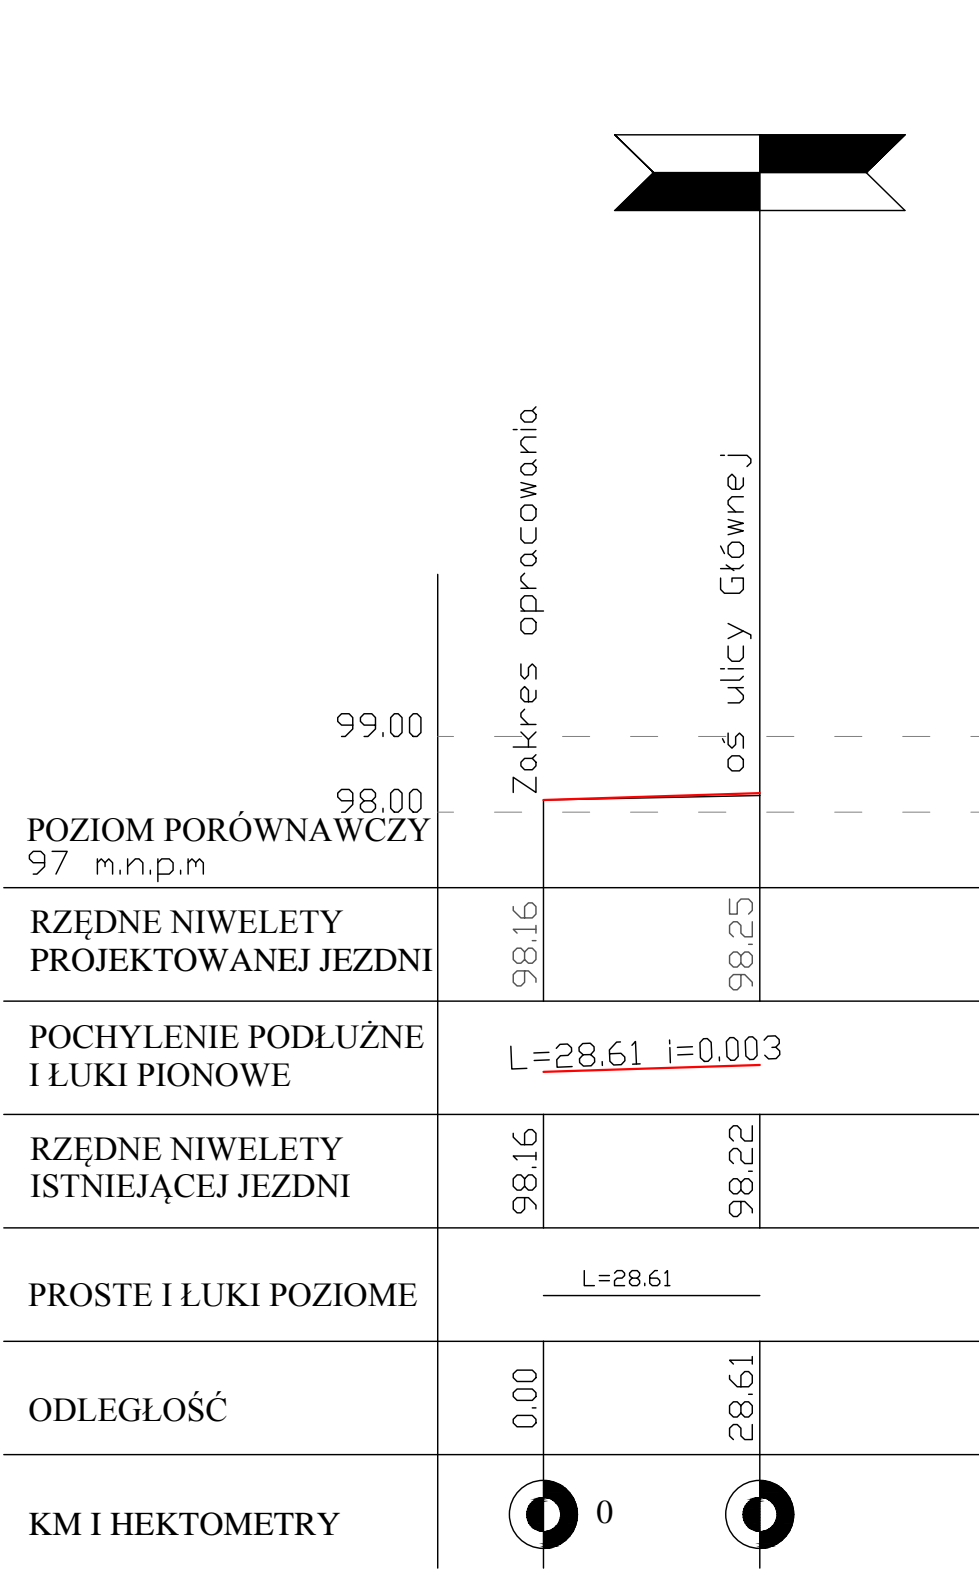 Zakres opracowania
oś ulicy Głównej
99.00
98.00
POZIOM PORÓWNAWCZY
97 m.n.p.m
RZĘDNE NIWELETY
PROJEKTOWANEJ JEZDNI
98.16
98.25
POCHYLENIE PODŁUŻNE
I ŁUKI PIONOWE
L=28.61 i=0.003
RZĘDNE NIWELETY
ISTNIEJĄCEJ JEZDNI
98.16
98.22
PROSTE I ŁUKI POZIOME
L=28.61
ODLEGŁOŚĆ
0.00
28.61
KM I HEKTOMETRY
0